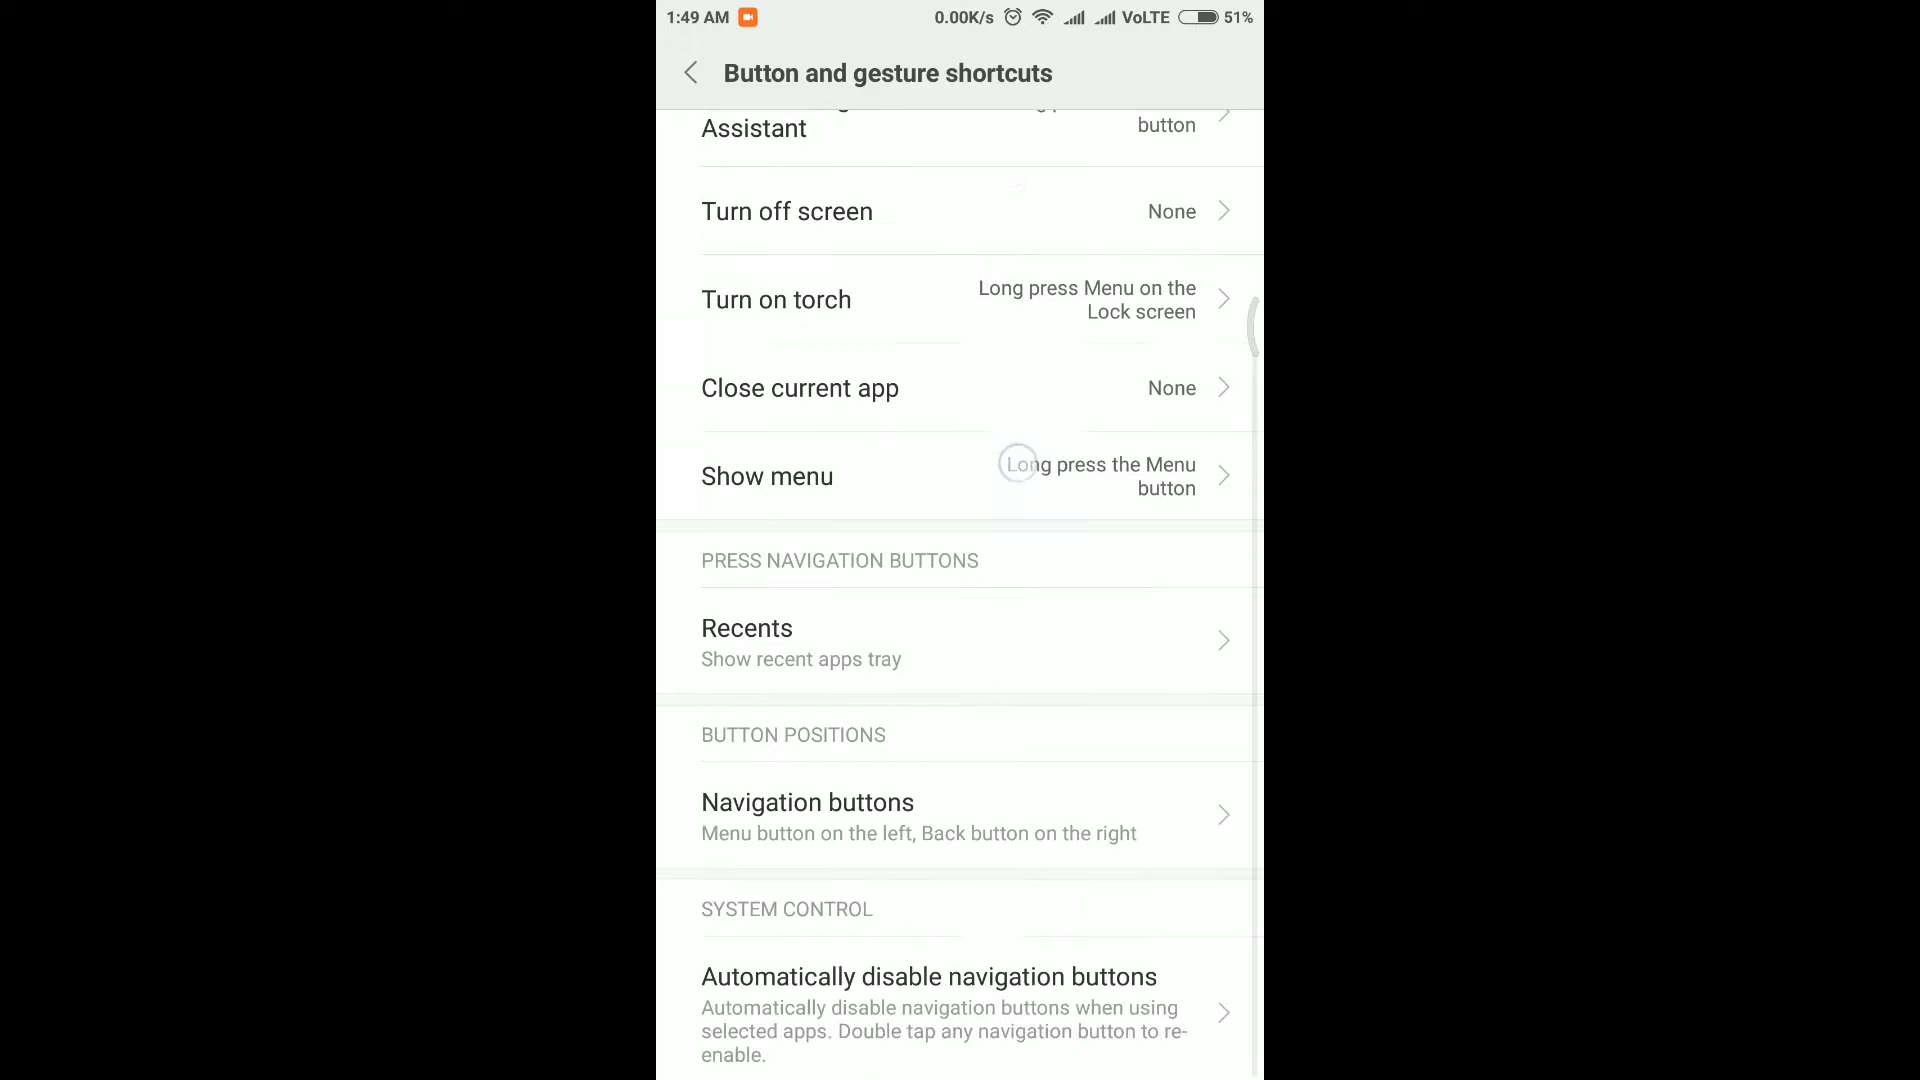 1:49 AM 0.00K/s VoLTE 51%
Button and gesture shortcuts
Assistant button
Turn off screen None
Long press Menu on the
Turn on torch
Lock screen
Close current app None
Long press the Menu
Show menu
button
PRESS NAVIGATION BUTTONS
Recents
Show recent apps tray
BUTTON POSITIONS
Navigation buttons
Menu button on the left, Back button on the right
SYSTEM CONTROL
Automatically disable navigation buttons
Automatically disable navigation buttons when using
selected apps. Double tap any navigation button to re-
enable.